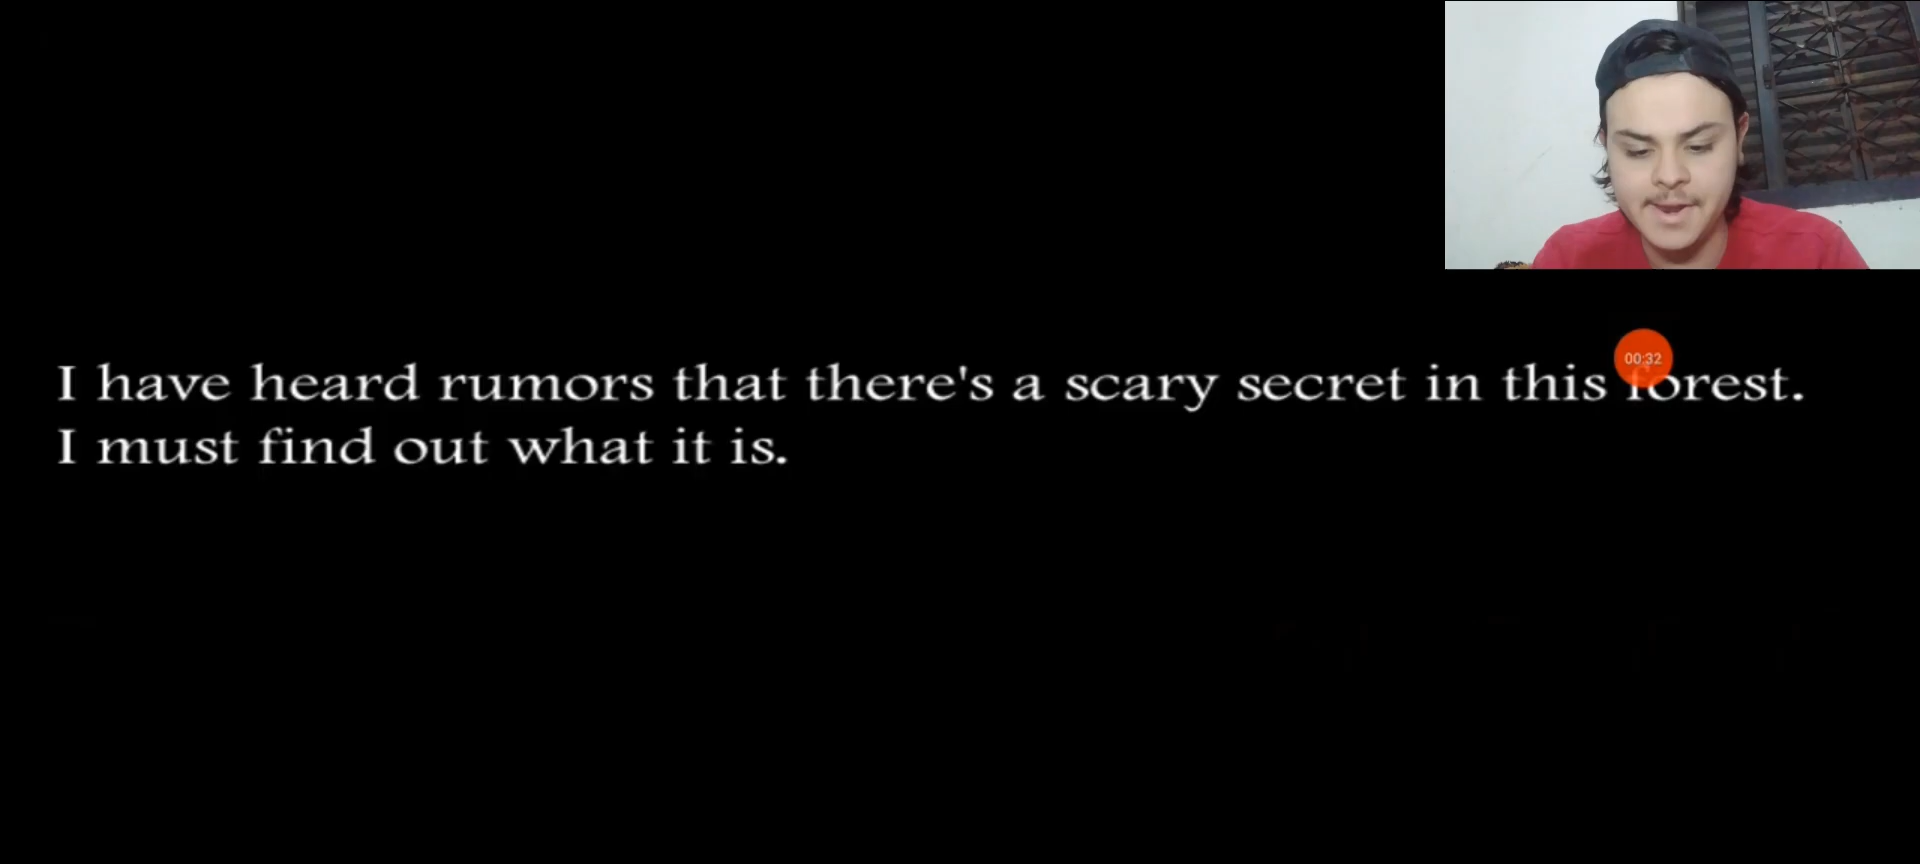 00:32
I have heard rumors that there's a scary secret in this forest.
I must find out what it is.